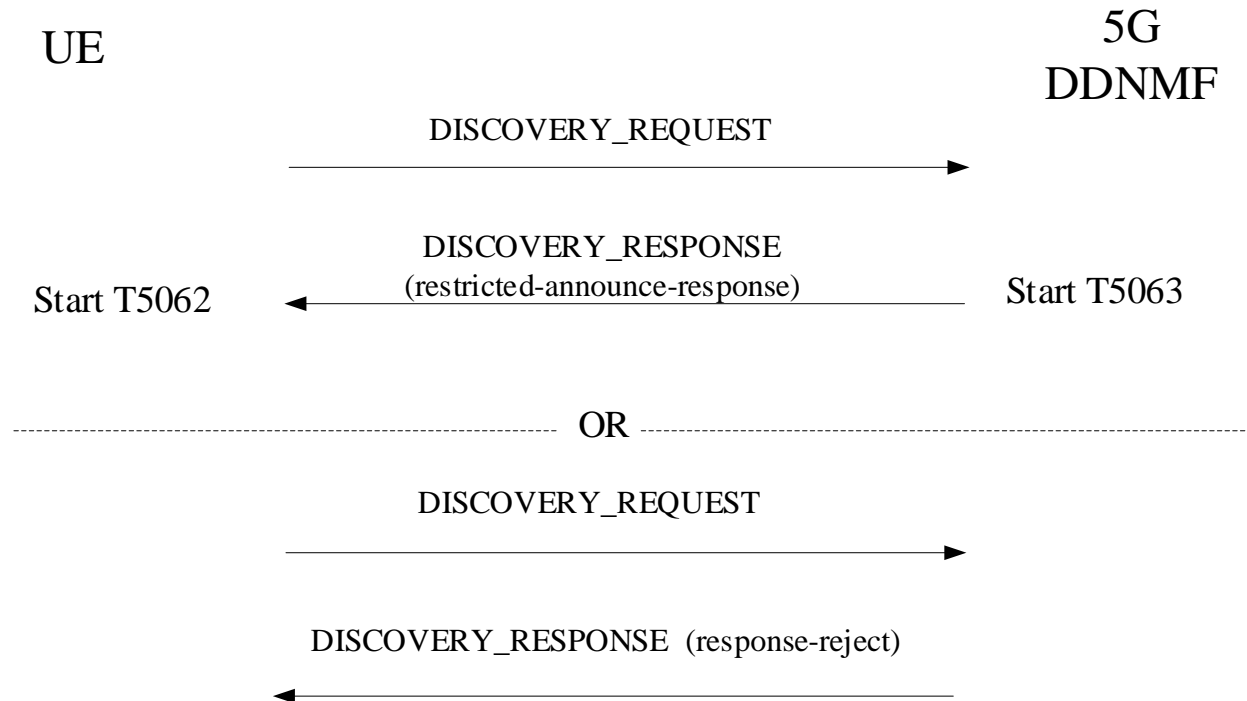 UE
5G
DDNMF
DISCOVERY_REQUEST
DISCOVERY_RESPONSE
(restricted-announce-response)
Start T5062
Start T5063
OR
DISCOVERY_REQUEST
DISCOVERY_RESPONSE (response-reject)